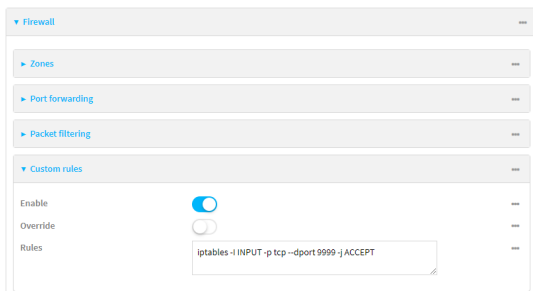 Firewall
Zones
Port forwarding
Packet filtering
Custom rules
Enable
Override
Rules
iptables -I INPUT -p tcp --dport 9999 -j ACCEPT